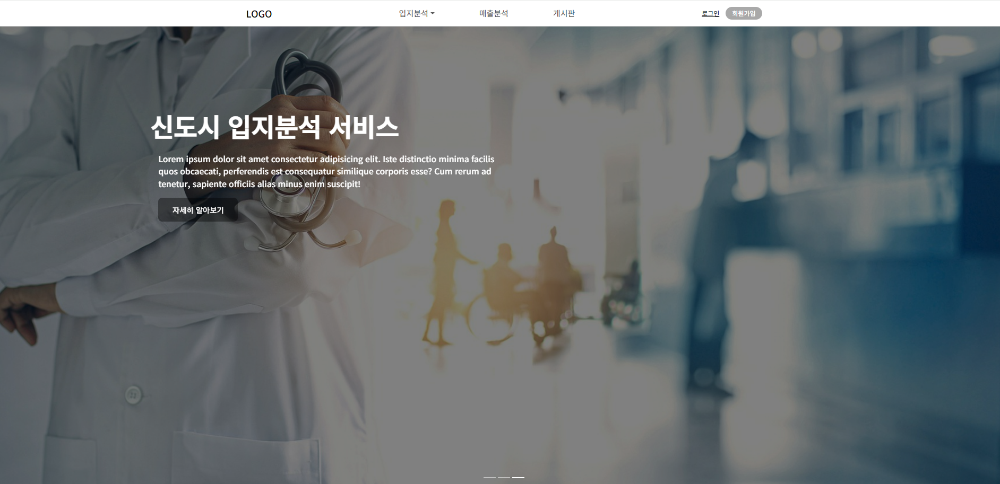 LOGO
입지분석
매출분석
게시판
로그인
회원가입
신도시 입지분석 서비스
Lorem ipsum dolor sit amet consectetur adipisicing elit. Iste distinctio minima facilis
quos obcaecati, perferendis est consequatur similique corporis esse? Cum rerum ad
tenetur, sapiente officiis alias minus enim suscipit!
자세히 알아보기